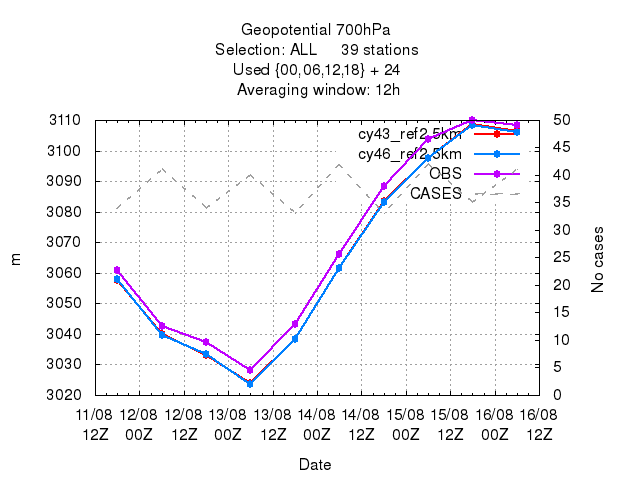 Geopotential 700hPa
Selection: ALL 39 stations
Used {00,06,12,18} + 24
Averaging window: 12h
3110
3100
3090
3080
3070
3060
3050
3040
3030
3020
m
50
45
40
35
30
25
20
15
10
5
0
No cases
cy43_ref2.5km
cy46_ref2.5km
OBS
CASES
11/08 12/08 12/08 13/08 13/08 14/08 14/08 15/08 15/08 16/08 16/08
12Z 00Z 12Z 00Z 12Z 00Z 12Z 00Z 12Z 00Z 12Z
Date